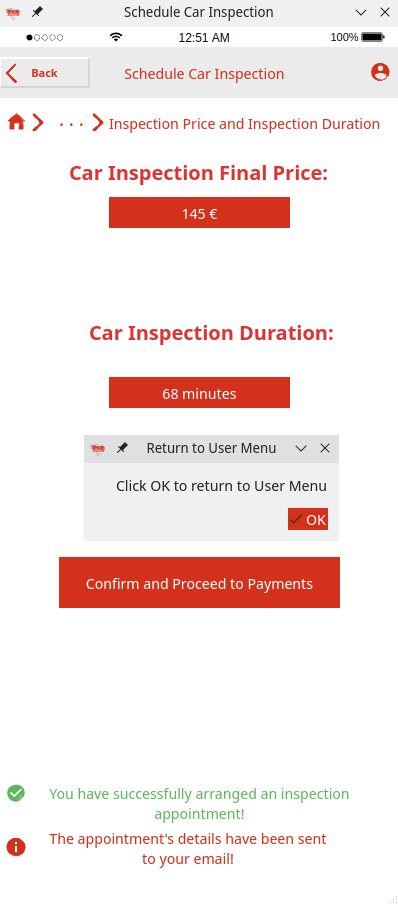 Schedule Car Inspection
12:51 AM
100%
Back
Schedule Car Inspection
. . .
Inspection Price and Inspection Duration
Car Inspection Final Price:
145 €
Car Inspection Duration:
68 minutes
Return to User Menu
Click OK to return to User Menu
OK
Confirm and Proceed to Payments
You have successfully arranged an inspection
appointment!
The appointment's details have been sent
to your email!